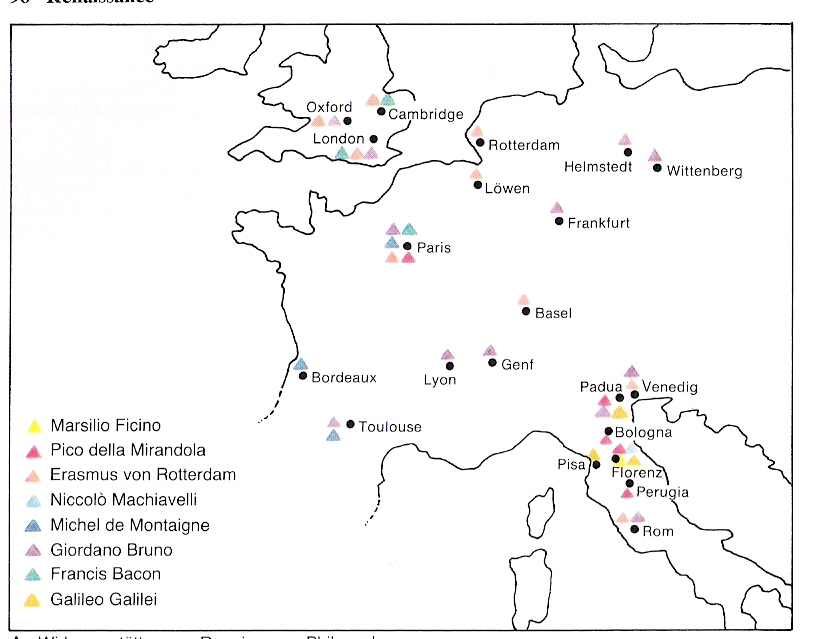 Renaissance
Oxford
Cambridge
London
Rotterdam
Helmstedt
Wittenberg
Löwen
Frankfurt
Paris
Basel
Genf
Lyon
Bordeaux
Padua
Venedig
Toulouse
Bologna
Pisa
Florenz
Perugia
Rom
Marsilio Ficino
Pico della Mirandola
Erasmus von Rotterdam
Niccolò Machiavelli
Michel de Montaigne
Giordano Bruno
Francis Bacon
Galileo Galilei